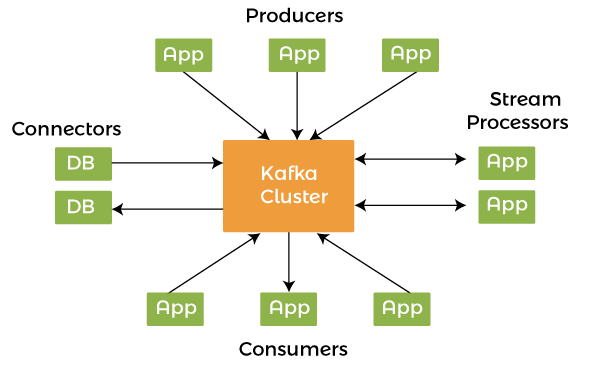 Producers
App
App
App
Connectors
Stream
Processors
DB
DB
Kafka
Cluster
App
App
App
App
App
Consumers